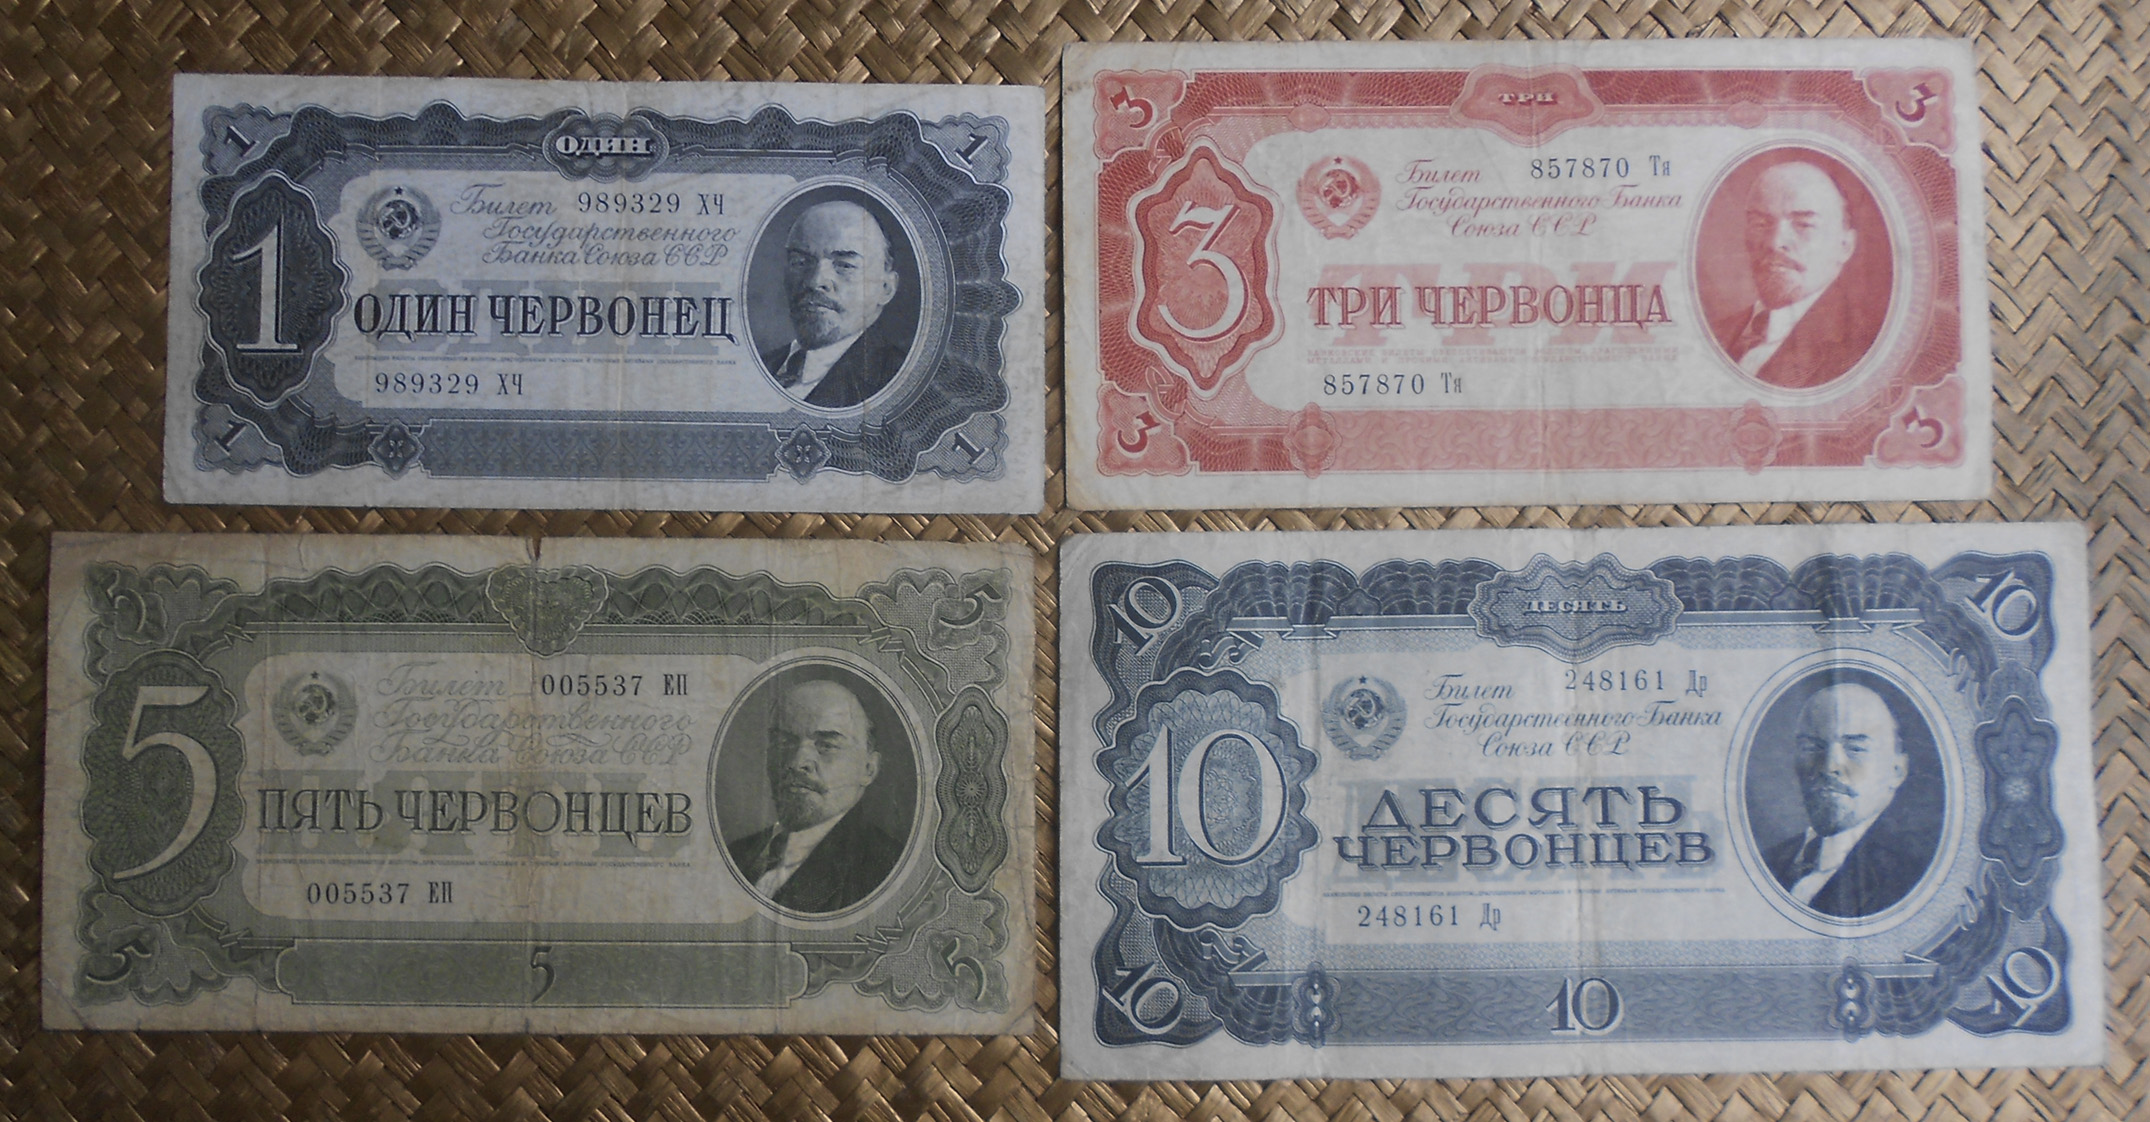 1
ОДИН
1
Билет 989329 ХЧ
Государственного
Банка Союза ССР
1
ОДИН ЧЕРВОНЕЦ
989329 ХЧ
1
1
3
ТРИ
3
Билет 857870 Тя
Государственного Банка
Союза ССР
3
ТРИ
ТРИ ЧЕРВОНЦА
857870 Тя
3
3
5
5
Билет 005537 ЕП
Государственного
Банка Союза ССР
5
ПЯТЬ ЧЕРВОНЦЕВ
005537 ЕП
5
5
5
10
ДЕСЯТЬ
10
Билет 248161 Др
Государственного Банка
Союза ССР
10
ДЕСЯТЬ
ЧЕРВОНЦЕВ
248161 Др
10
10
10